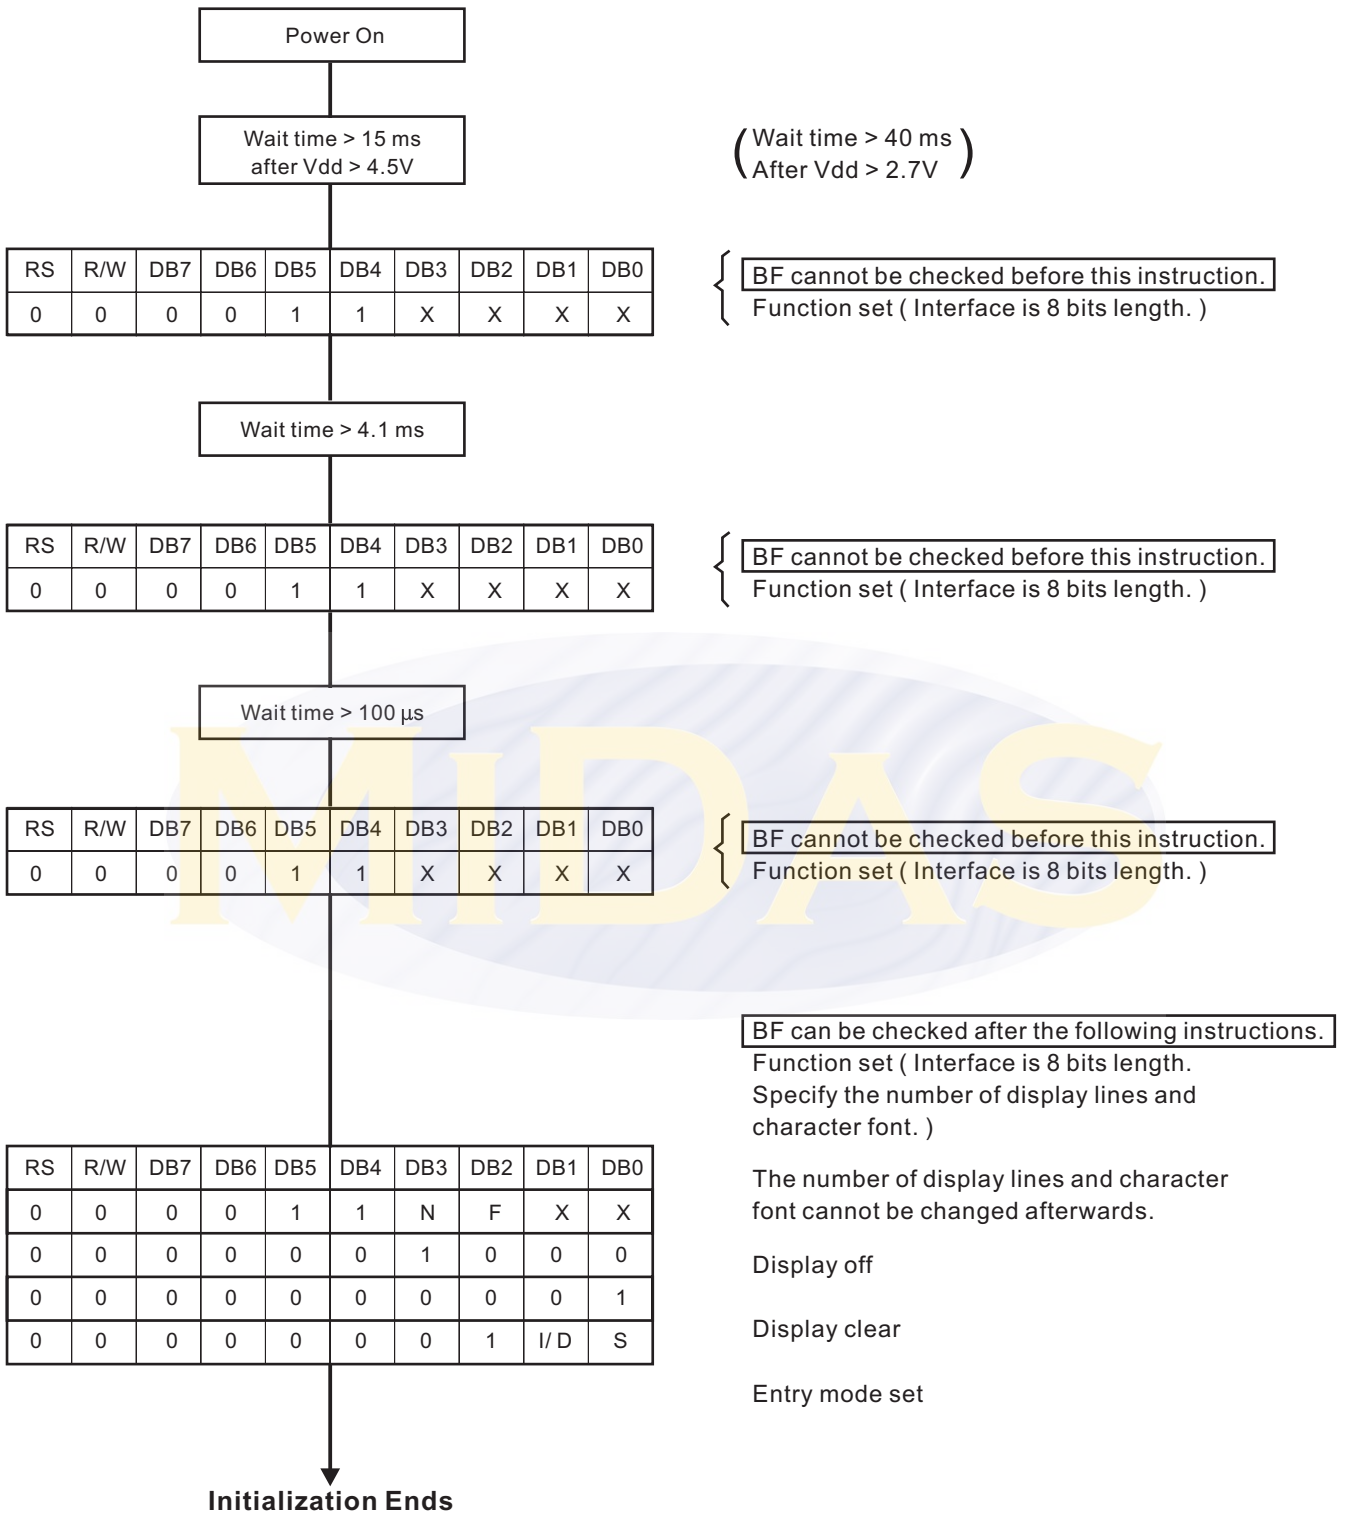 Power On
Wait time > 15 ms
after Vdd > 4.5V
(Wait time > 40 ms
After Vdd > 2.7V)
RS R/W DB7 DB6 DB5 DB4 DB3 DB2 DB1 DB0
0 0 0 0 1 1 X X X X
BF cannot be checked before this instruction.
Function set ( Interface is 8 bits length. )
Wait time > 4.1 ms
RS R/W DB7 DB6 DB5 DB4 DB3 DB2 DB1 DB0
0 0 0 0 1 1 X X X X
BF cannot be checked before this instruction.
Function set ( Interface is 8 bits length. )
Wait time > 100 μs
MIDAS
RS R/W DB7 DB6 DB5 DB4 DB3 DB2 DB1 DB0
0 0 0 0 1 1 X X X X
BF cannot be checked before this instruction.
Function set ( Interface is 8 bits length. )
BF can be checked after the following instructions.
Function set ( Interface is 8 bits length.
Specify the number of display lines and
character font. )
RS R/W DB7 DB6 DB5 DB4 DB3 DB2 DB1 DB0
0 0 0 0 1 1 N F X X
0 0 0 0 0 0 1 0 0 0
0 0 0 0 0 0 0 0 0 1
0 0 0 0 0 0 0 1 I/ D S
The number of display lines and character
font cannot be changed afterwards.
Display off
Display clear
Entry mode set
Initialization Ends